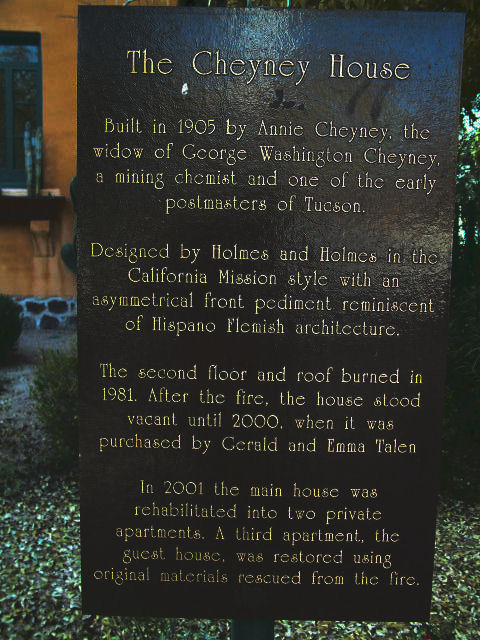 The Cheyney House
Built in 1905 by Annie Cheyney, the
widow of George Washington Cheyney,
a mining chemist and one of the early
postmasters of Tucson.
Designed by Holmes and Holmes in the
California Mission style with an
asymmetrical front pediment reminiscent
of Hispano Flemish architecture.
The second floor and roof burned in
1981. After the fire, the house stood
vacant until 2000, when it was
purchased by Gerald and Emma Talen
In 2001 the main house was
rehabilitated into two private
apartments. A third apartment, the
guest house, was restored using
original materials rescued from the fire.